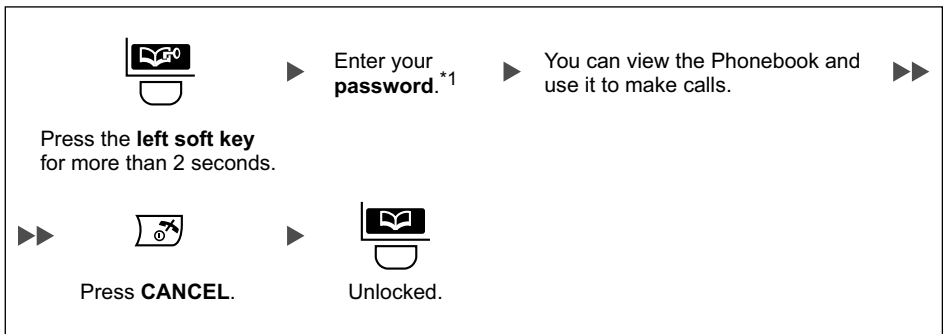 Enter your
password.*1
You can view the Phonebook and
use it to make calls.
Press the left soft key
for more than 2 seconds.
Press CANCEL.
Unlocked.